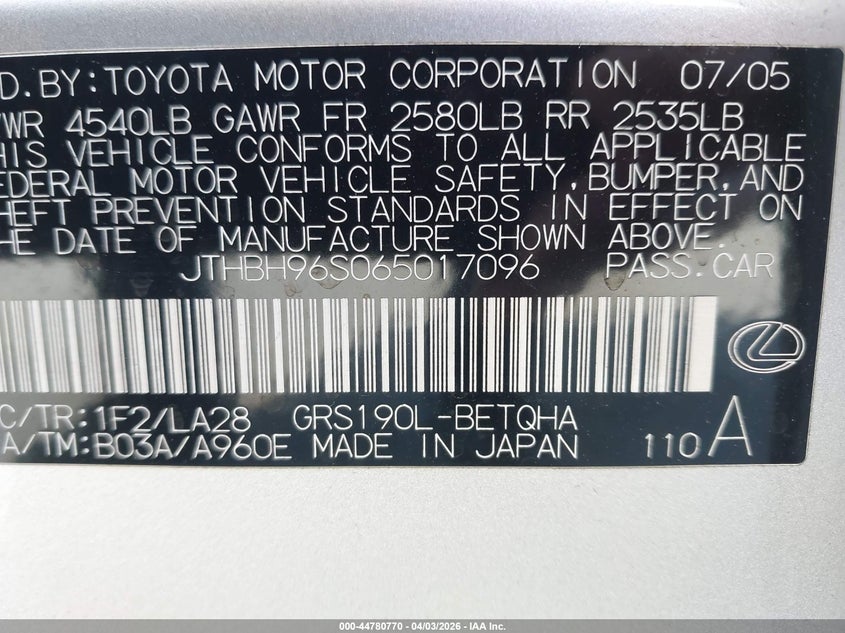 D.BY:TOYOTA MOTOR CORPORATION 07/05
WR 4540LB GAWR FR 2580LB RR 2535LB
HIS VEHICLE CONFORMS TO ALL APPLICABLE
EDERAL MOTOR VEHICLE SAFETY,BUMPER,AND
HEFT PREVENTION STANDARDS IN EFFECT ON
HE DATE OF MANUFACTURE SHOWN ABOVE.
JTHBH96S065017096 PASS.CAR
C/TR:1F2/LA28 GRS190L-BETQHA
A/TM:B03A/A960E MADE IN JAPAN 110A
000-44780770 | 04/03/2026 - IAA Inc.